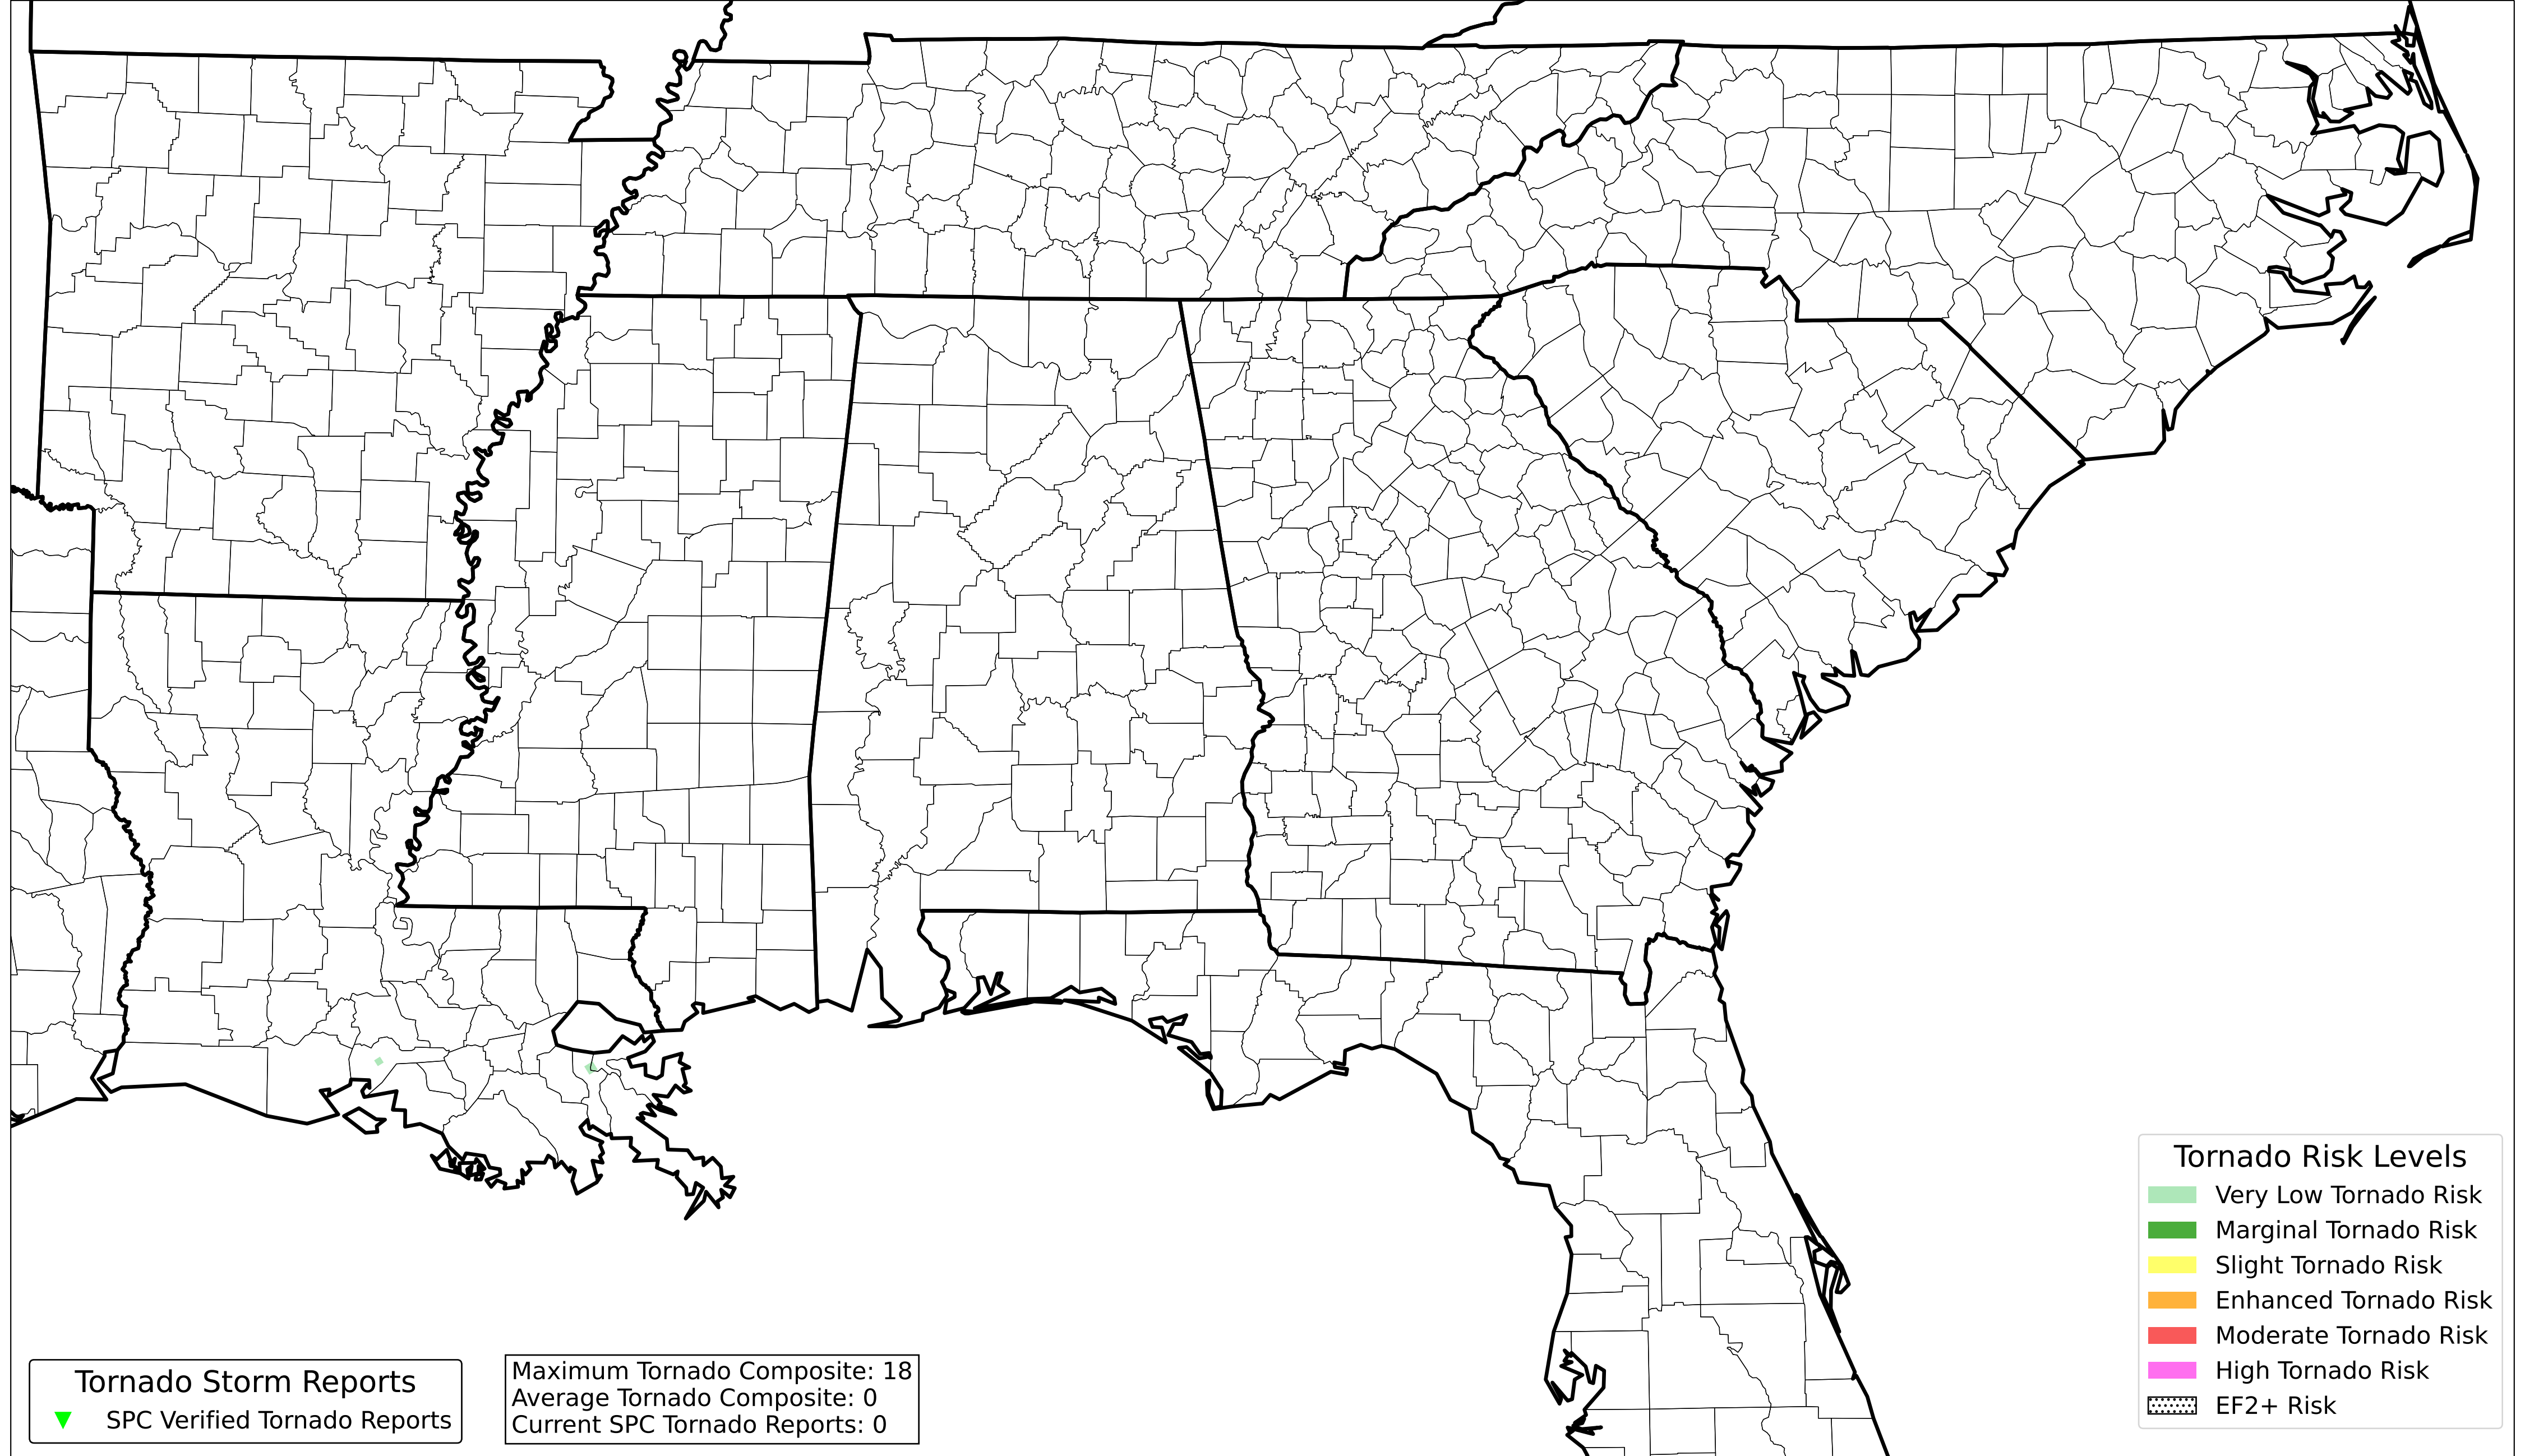 Tornado Storm Reports
SPC Verified Tornado Reports
Maximum Tornado Composite: 18
Average Tornado Composite: 0
Current SPC Tornado Reports: 0
Tornado Risk Levels
Very Low Tornado Risk
Marginal Tornado Risk
Slight Tornado Risk
Enhanced Tornado Risk
Moderate Tornado Risk
High Tornado Risk
EF2+ Risk